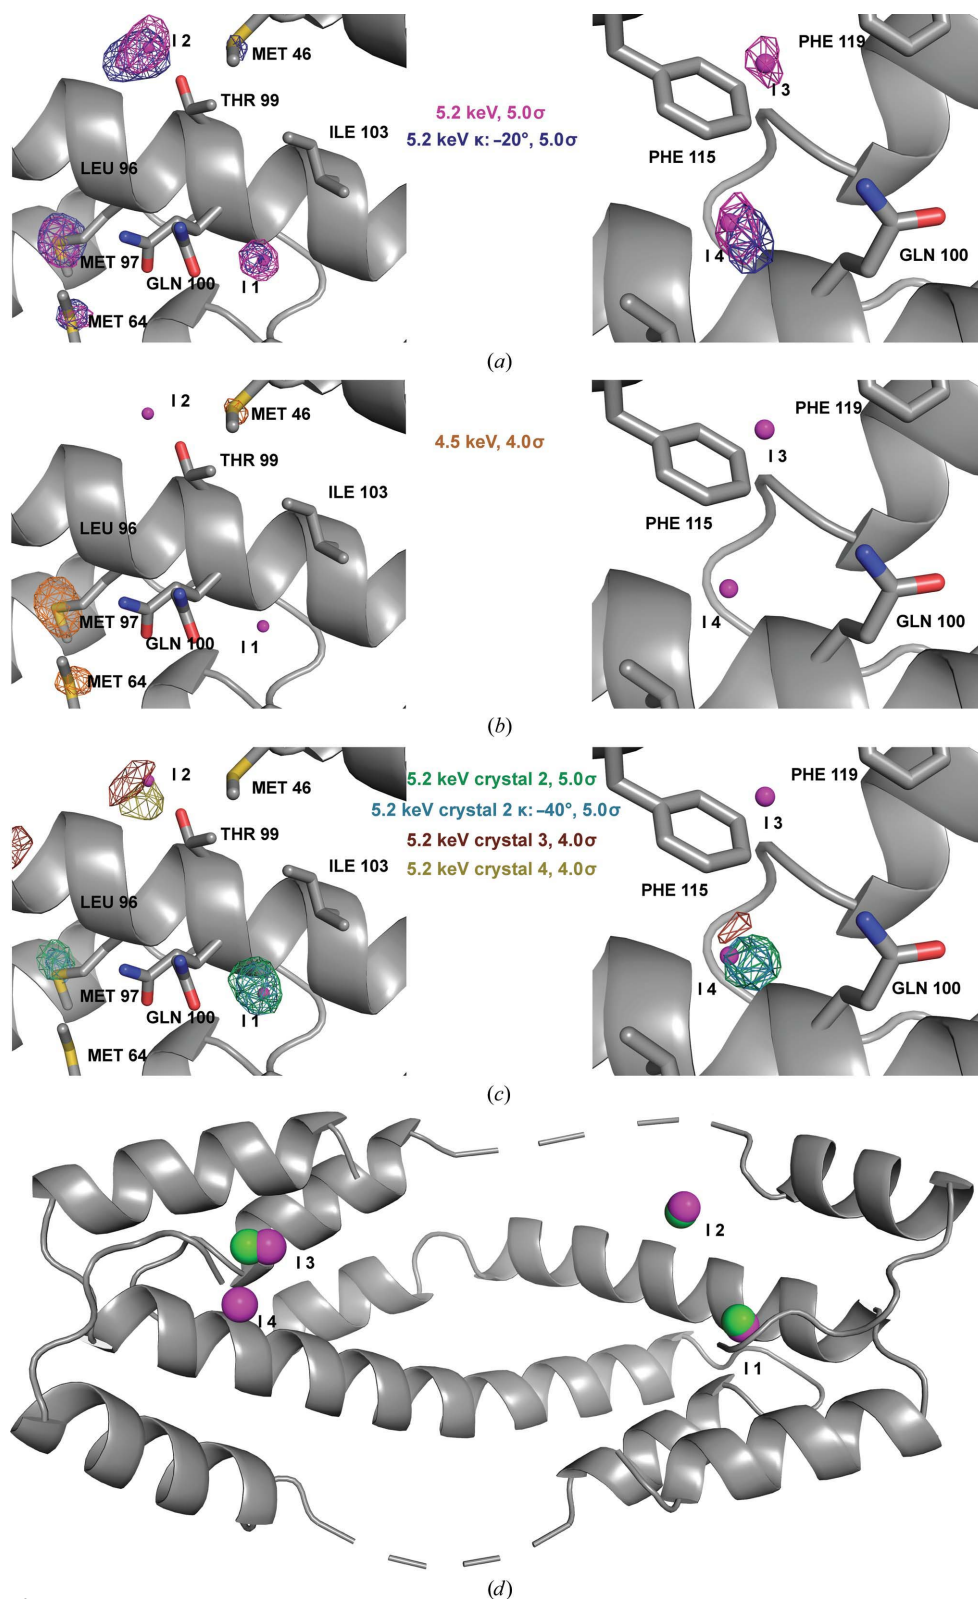 I 2
MET 46
THR 99
ILE 103
LEU 96
MET 97
GLN 100
I 1
MET 64
5.2 keV, 5.0σ
5.2 keV κ: –20°, 5.0σ
PHE 119
I 3
PHE 115
I 4
GLN 100
(a)
I 2
MET 46
THR 99
ILE 103
LEU 96
MET 97
GLN 100
I 1
MET 64
4.5 keV, 4.0σ
PHE 119
I 3
PHE 115
I 4
GLN 100
(b)
I 2
MET 46
THR 99
ILE 103
LEU 96
MET 97
GLN 100
I 1
MET 64
5.2 keV crystal 2, 5.0σ
5.2 keV crystal 2 κ: –40°, 5.0σ
5.2 keV crystal 3, 4.0σ
5.2 keV crystal 4, 4.0σ
PHE 119
I 3
PHE 115
I 4
GLN 100
(c)
I 2
I 3
I 4
I 1
(d)